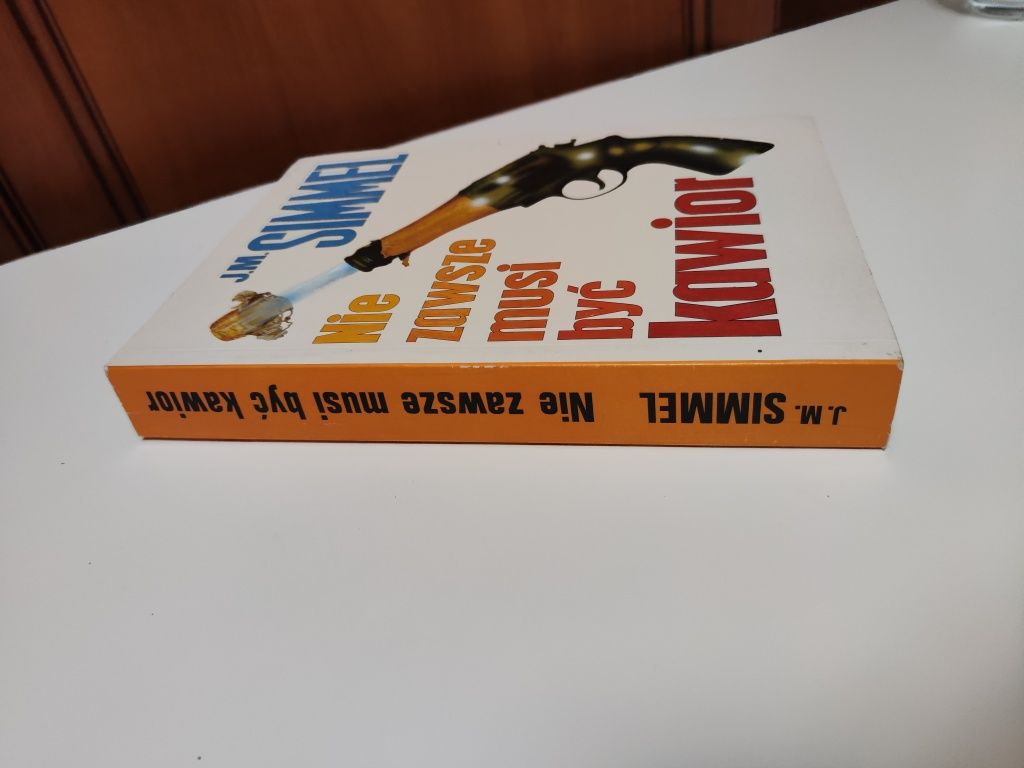 J.M. SIMMEL
Nie
zawsze
musi
być
kawior
J. M. SIMMEL Nie zawsze musi być kawior